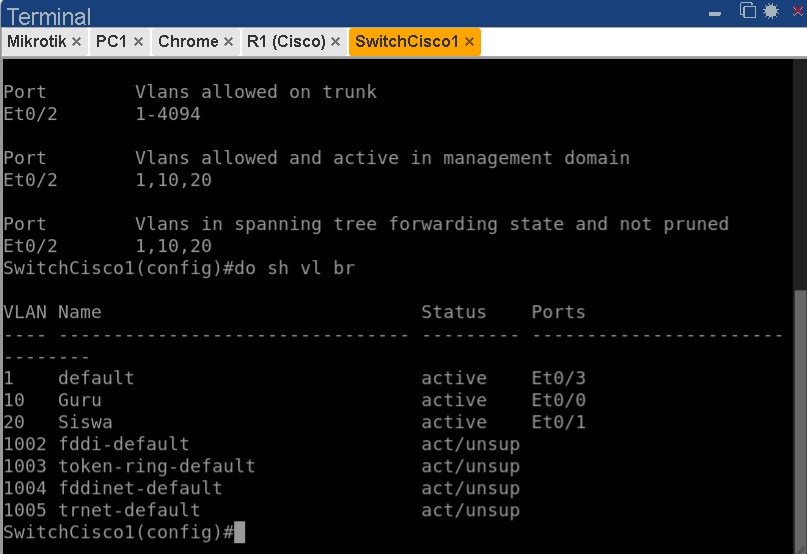 Terminal
Mikrotik × PC1 × Chrome × R1 (Cisco) × SwitchCisco1 ×
Port        Vlans allowed on trunk
Et0/2       1-4094
Port        Vlans allowed and active in management domain
Et0/2       1,10,20
Port        Vlans in spanning tree forwarding state and not pruned
Et0/2       1,10,20
SwitchCisco1(config)#do sh vl br
VLAN Name                             Status    Ports
---- -------------------------------- --------- -----------------------
--------
1    default                          active    Et0/3
10   Guru                             active    Et0/0
20   Siswa                            active    Et0/1
1002 fddi-default                     act/unsup
1003 token-ring-default               act/unsup
1004 fddinet-default                  act/unsup
1005 trnet-default                    act/unsup
SwitchCisco1(config)#